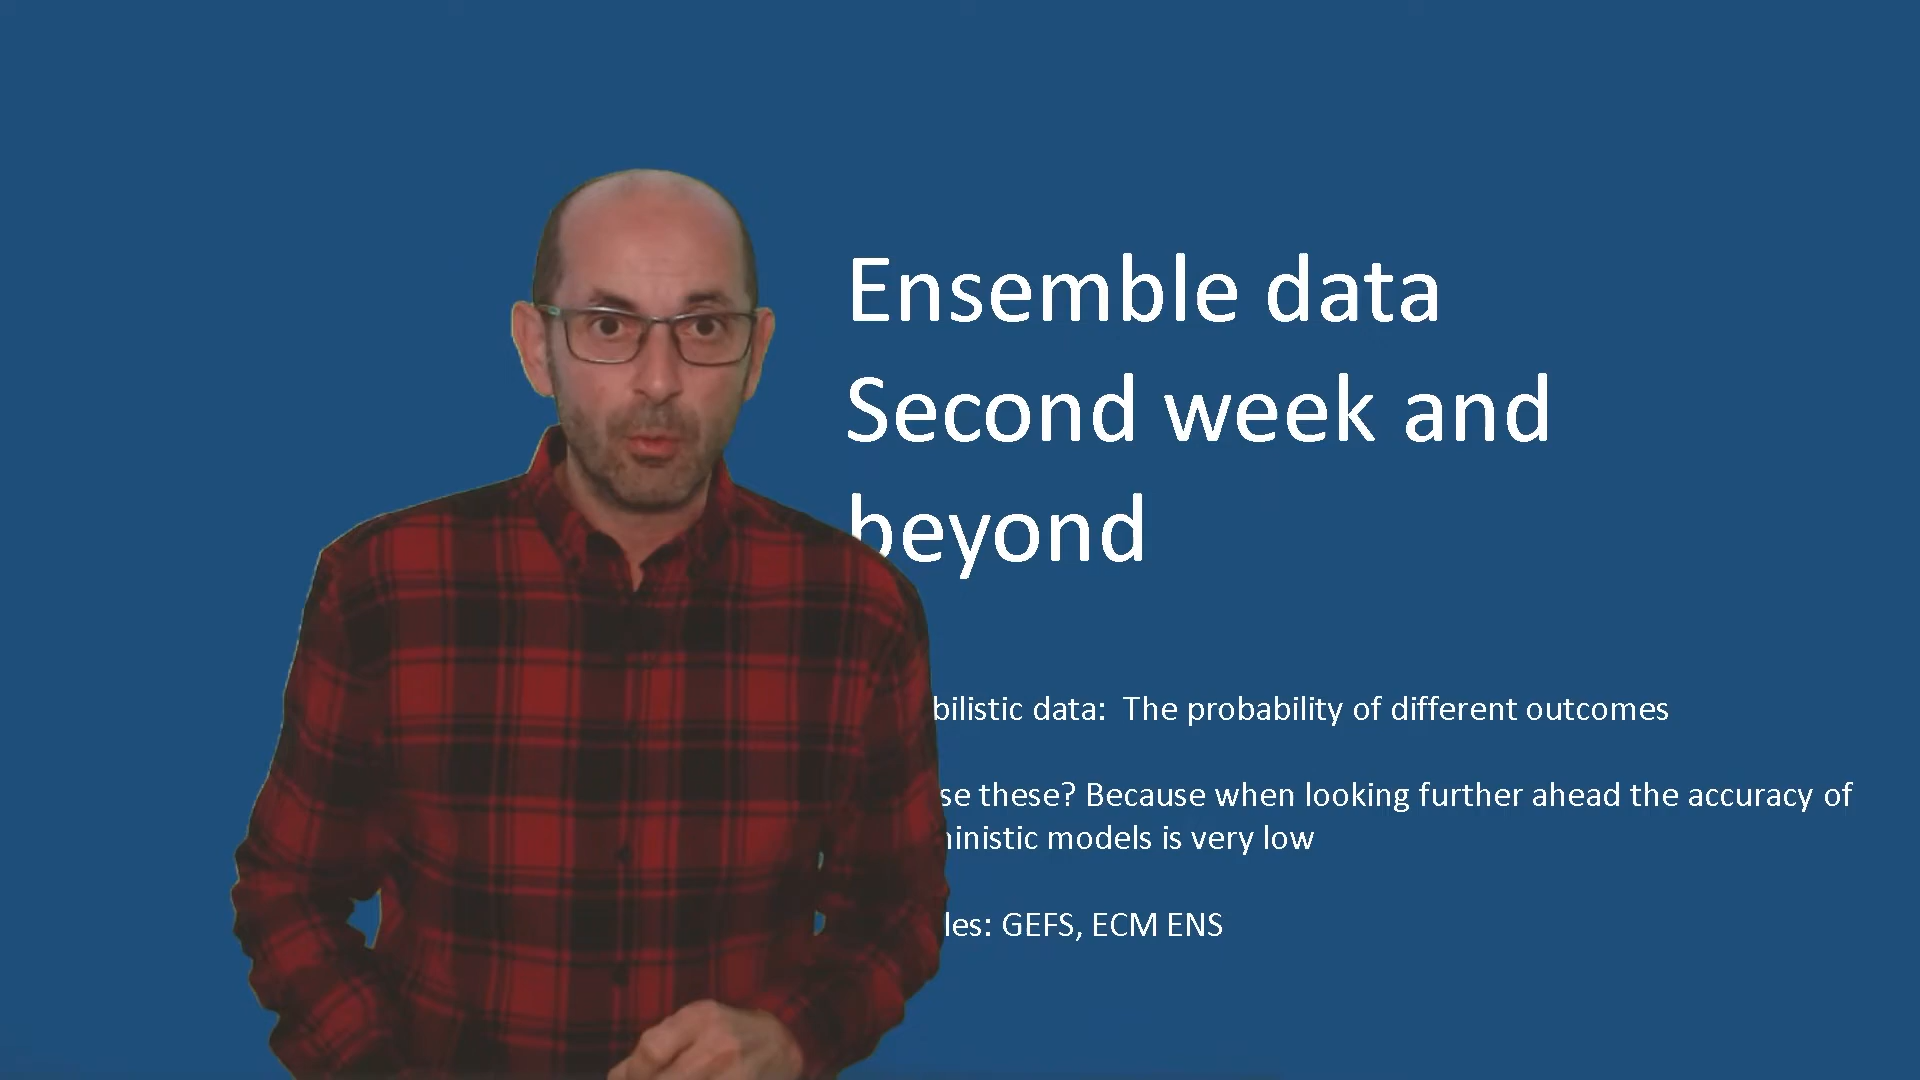 Ensemble data
Second week and
beyond
bilistic data: The probability of different outcomes
se these? Because when looking further ahead the accuracy of
inistic models is very low
les: GEFS, ECM ENS